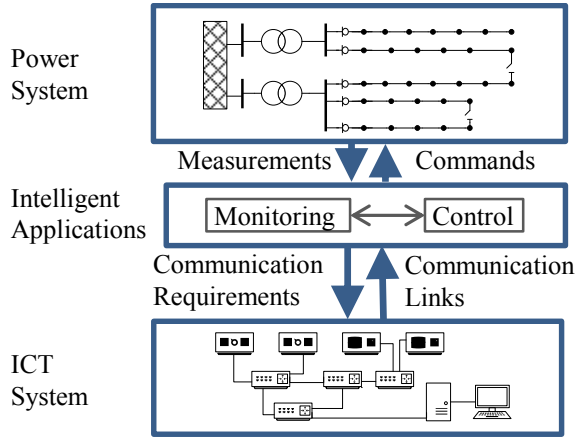 Power
System
Measurements
Commands
Intelligent
Applications
Monitoring
Control
Communication
Requirements
Communication
Links
ICT
System